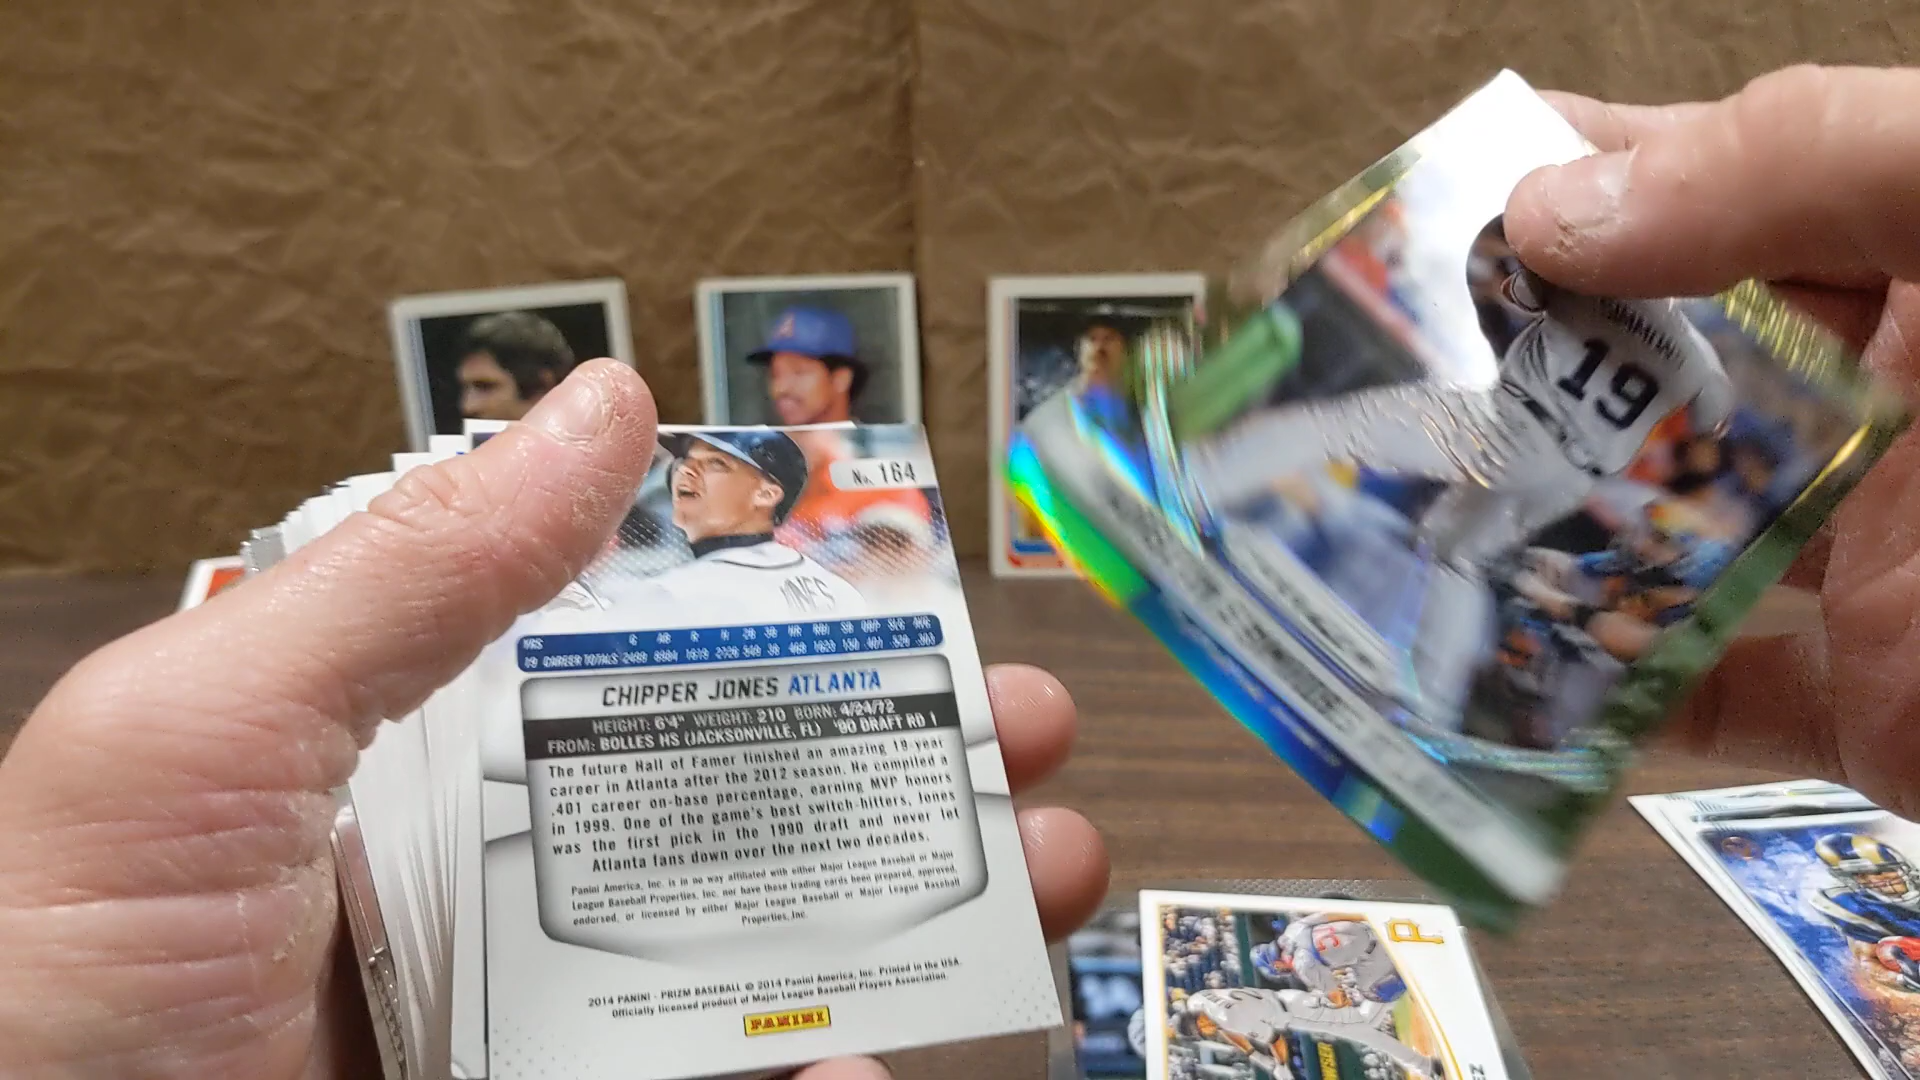 No. 164
JONES
YRS G AB R H 2B 3B HR RBI SB OBP SLG AVG
19 CAREER TOTALS 2499 8984 1619 2726 549 38 468 1623 150 .401 .529 .303
CHIPPER JONES ATLANTA
HEIGHT: 6'4" WEIGHT: 210 BORN: 4/24/72
FROM: BOLLES HS (JACKSONVILLE, FL) '90 DRAFT RD 1
The future Hall of Famer finished an amazing 19-year
career in Atlanta after the 2012 season. He compiled a
.401 career on-base percentage, earning MVP honors
in 1999. One of the game's best switch-hitters, Jones
was the first pick in the 1990 draft and never let
Atlanta fans down over the next two decades.
Panini America, Inc. is in no way affiliated with either Major League Baseball or Major
League Baseball Properties, Inc. nor have these trading cards been prepared, approved,
endorsed, or licensed by either Major League Baseball or Major League Baseball
Properties, Inc.
2014 PANINI - PRIZM BASEBALL © 2014 Panini America, Inc. Printed in the USA.
Officially licensed product of Major League Baseball Players Association.
PANINI
19
A
P